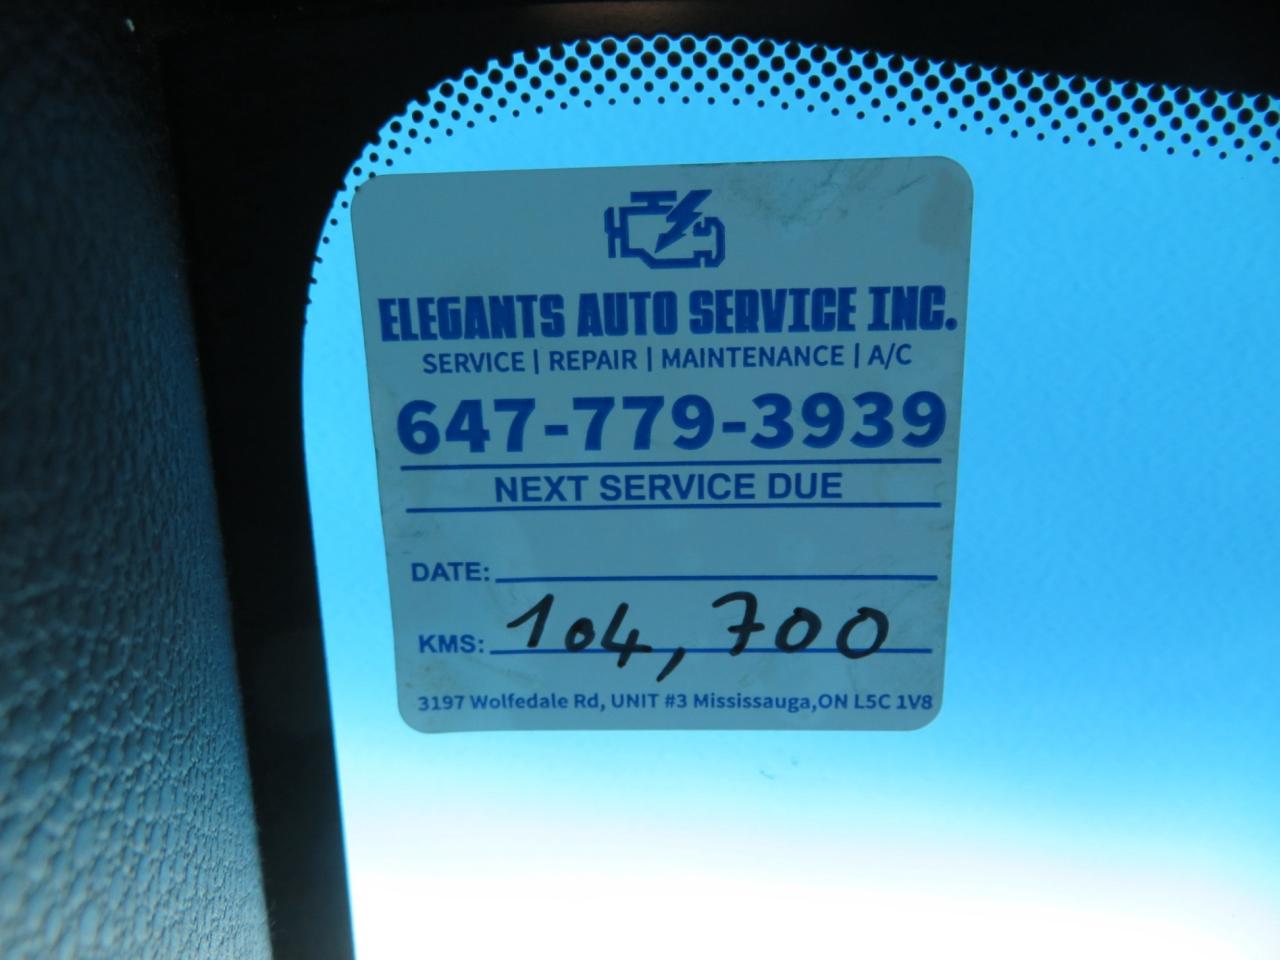 ELEGANTS AUTO SERVICE INC.
SERVICE | REPAIR | MAINTENANCE | A/C
647-779-3939
NEXT SERVICE DUE
DATE:
KMS: 104,700
3197 Wolfedale Rd, UNIT #3 Mississauga,ON L5C 1V8